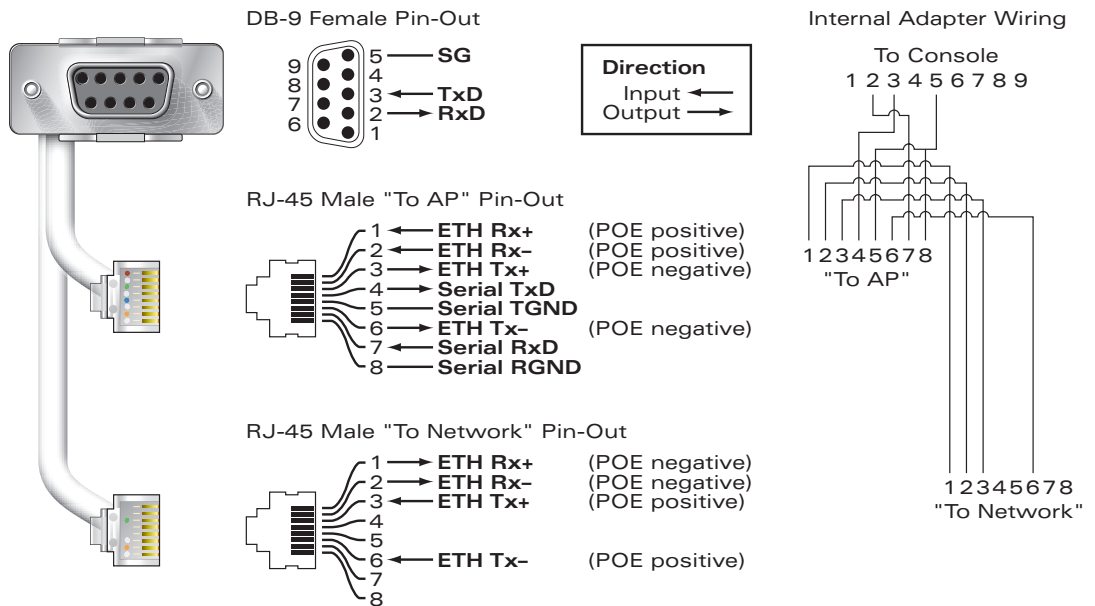 DB-9 Female Pin-Out
5 SG
9
4
8
3 TxD
7
2 RxD
6
1
Direction
Input
Output
Internal Adapter Wiring
To Console
1 2 3 4 5 6 7 8 9
12345678
"To AP"
12345678
"To Network"
RJ-45 Male "To AP" Pin-Out
1 ETH Rx+ (POE positive)
2 ETH Rx– (POE positive)
3 ETH Tx+ (POE negative)
4 Serial TxD
5 Serial TGND
6 ETH Tx– (POE negative)
7 Serial RxD
8 Serial RGND
RJ-45 Male "To Network" Pin-Out
1 ETH Rx+ (POE negative)
2 ETH Rx– (POE negative)
3 ETH Tx+ (POE positive)
4
5
6 ETH Tx– (POE positive)
7
8